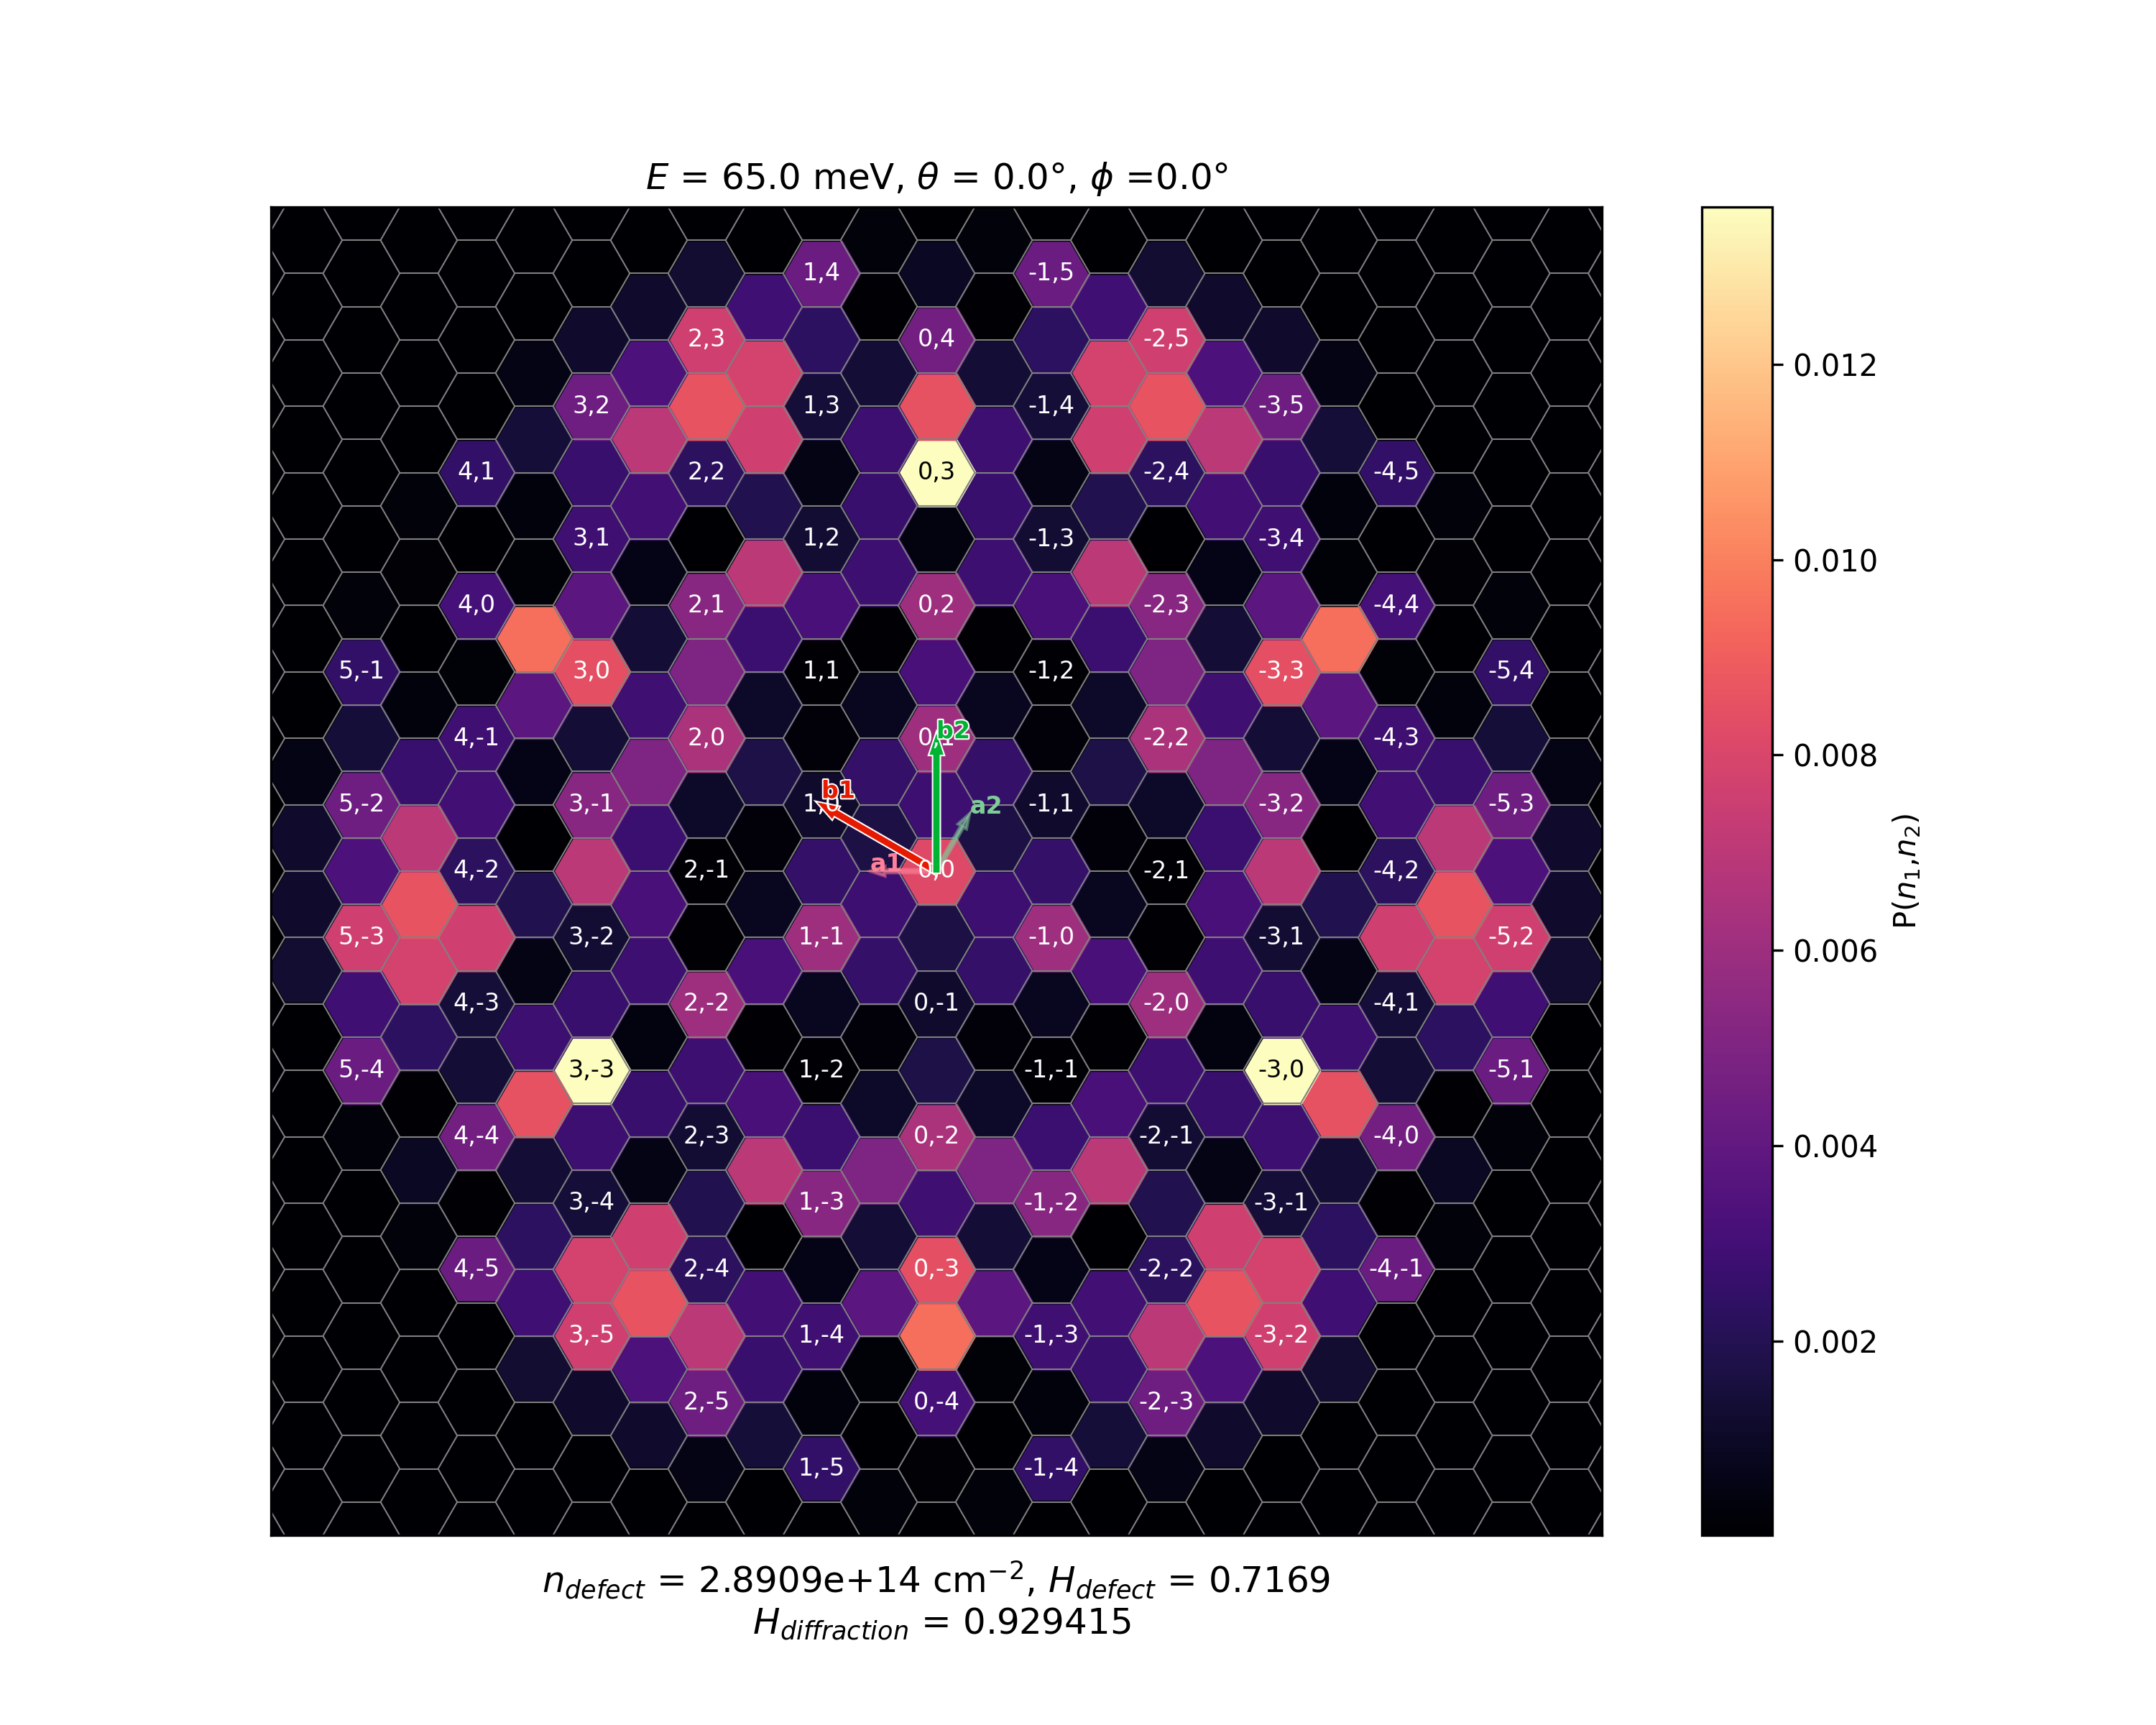 E = 65.0 meV, θ = 0.0°, ϕ =0.0°
1,4 -1,5
2,3 0,4 -2,5
3,2 1,3 -1,4 -3,5
4,1 2,2 0,3 -2,4 -4,5
3,1 1,2 -1,3 -3,4
4,0 2,1 0,2 -2,3 -4,4
5,-1 3,0 1,1 -1,2 -3,3 -5,4
4,-1 2,0 0,1 b2 -2,2 -4,3
5,-2 3,-1 1,0 b1 a2 -1,1 -3,2 -5,3
4,-2 2,-1 a1 0,0 -2,1 -4,2
5,-3 3,-2 1,-1 -1,0 -3,1 -5,2
4,-3 2,-2 0,-1 -2,0 -4,1
5,-4 3,-3 1,-2 -1,-1 -3,0 -5,1
4,-4 2,-3 0,-2 -2,-1 -4,0
3,-4 1,-3 -1,-2 -3,-1
4,-5 2,-4 0,-3 -2,-2 -4,-1
3,-5 1,-4 -1,-3 -3,-2
2,-5 0,-4 -2,-3
1,-5 -1,-4
0.012
0.010
0.008
0.006
0.004
0.002
P(n₁,n₂)
n_defect = 2.8909e+14 cm⁻², H_defect = 0.7169
H_diffraction = 0.929415